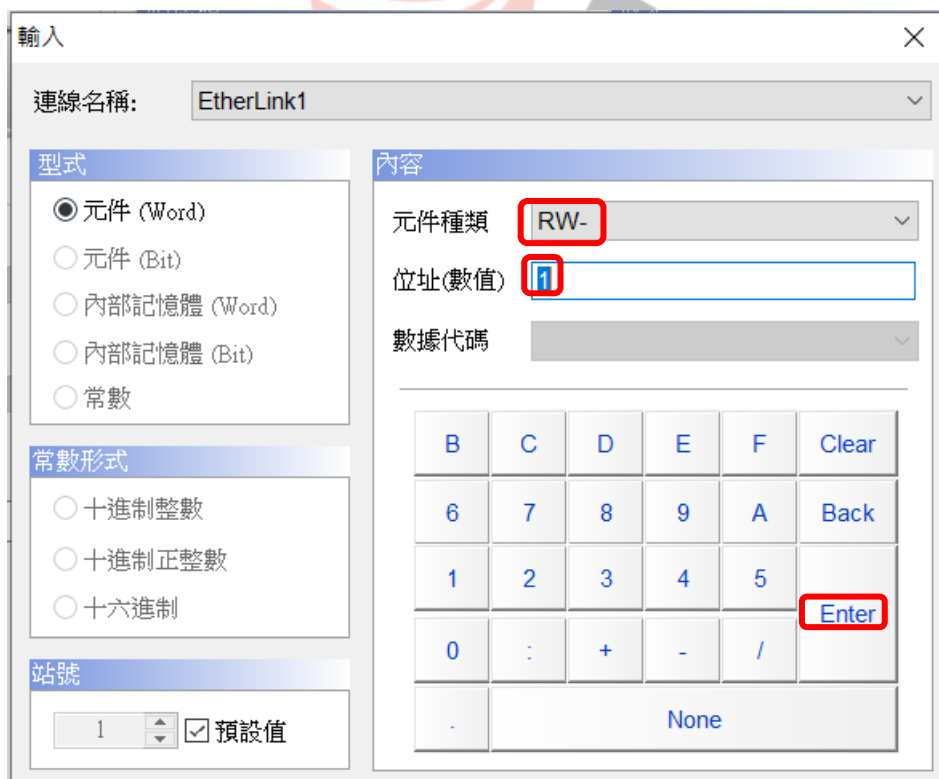 輸入
連線名稱:
EtherLink1
型式
元件 (Word)
元件 (Bit)
內部記憶體 (Word)
內部記憶體 (Bit)
常數
常數形式
十進制整數
十進制正整數
十六進制
站號
1
預設值
內容
元件種類
RW-
位址(數值)
1
數據代碼
B C D E F Clear
6 7 8 9 A Back
1 2 3 4 5
Enter
0 : + - /
. None